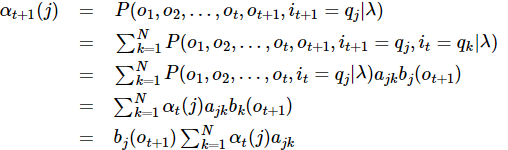 α_{t+1}(j) = P(o_1, o_2, …, o_t, o_{t+1}, i_{t+1} = q_j|λ)
= ∑_{k=1}^{N} P(o_1, o_2, …, o_t, o_{t+1}, i_{t+1} = q_j, i_t = q_k|λ)
= ∑_{k=1}^{N} P(o_1, o_2, …, o_t, i_t = q_j|λ)a_{jk}b_j(o_{t+1})
= ∑_{k=1}^{N} α_t(j)a_{jk}b_k(o_{t+1})
= b_j(o_{t+1}) ∑_{k=1}^{N} α_t(j)a_{jk}